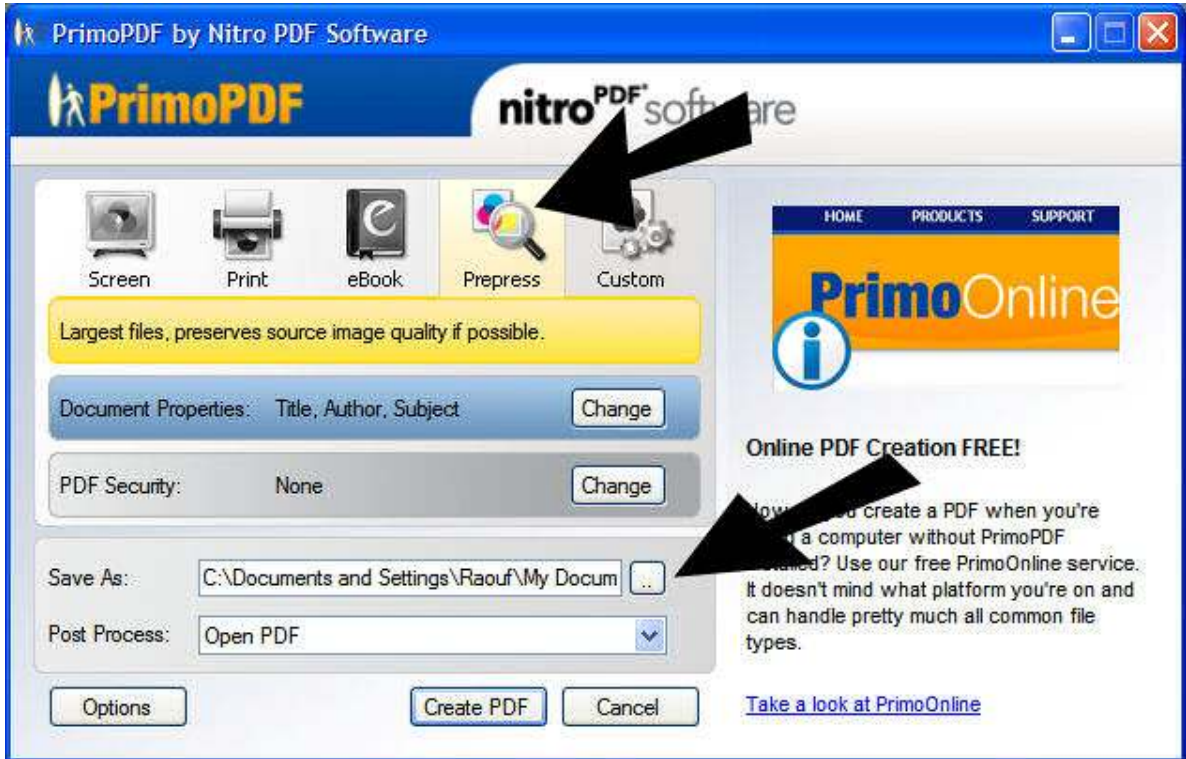 PrimoPDF by Nitro PDF Software
PrimoPDF
nitroPDF® software
Screen
Print
eBook
Prepress
Custom
Largest files, preserves source image quality if possible.
Document Properties: Title, Author, Subject
Change
PDF Security: None
Change
Save As: C:\Documents and Settings\Raouf\My Docum
..
Post Process: Open PDF
Options
Create PDF
Cancel
HOME PRODUCTS SUPPORT
PrimoOnline
i
Online PDF Creation FREE!
you create a PDF when you're
a computer without PrimoPDF
Use our free PrimoOnline service.
It doesn't mind what platform you're on and
can handle pretty much all common file
types.
Take a look at PrimoOnline